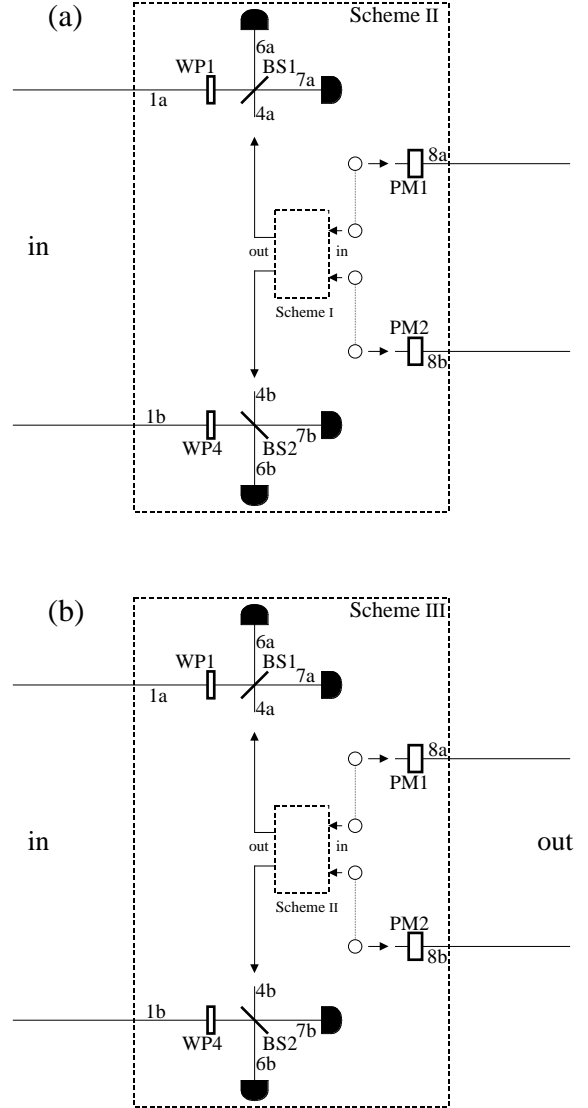 (a)
Scheme II
6a
WP1
BS1
7a
1a
4a
8a
PM1
in
out
in
Scheme I
PM2
8b
4b
1b
7b
WP4
BS2
6b
(b)
Scheme III
6a
WP1
BS1
7a
1a
4a
8a
PM1
in
out
in
out
Scheme II
PM2
8b
4b
1b
7b
WP4
BS2
6b